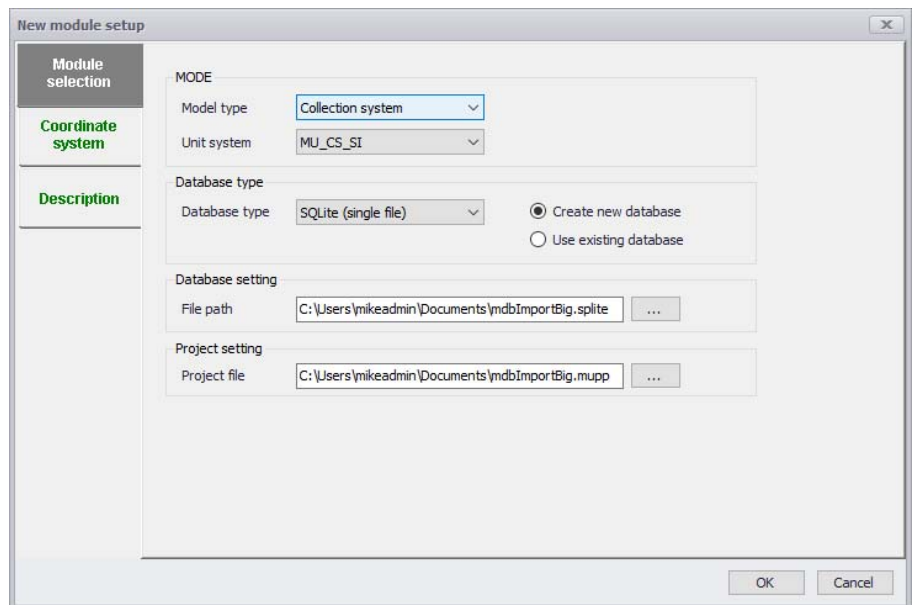 New module setup
Module
selection
Coordinate
system
Description
MODE
Model type Collection system
Unit system MU_CS_SI
Database type
Database type SQLite (single file) Create new database
Use existing database
Database setting
File path C:\Users\mikeadmin\Documents\mdbImportBig.splite ...
Project setting
Project file C:\Users\mikeadmin\Documents\mdbImportBig.mupp ...
OK Cancel